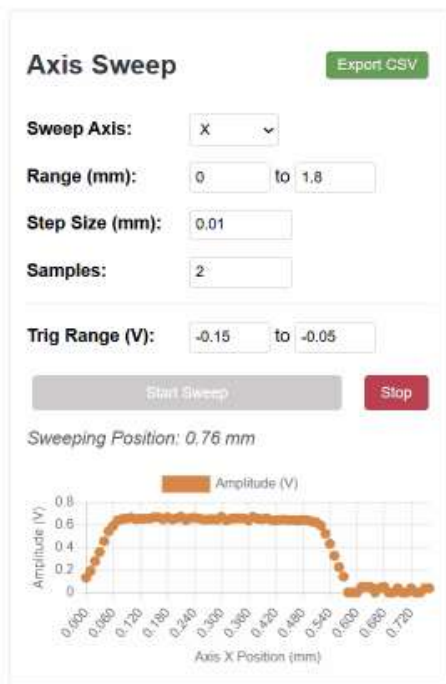 Axis Sweep
Export CSV
Sweep Axis: X
Range (mm): 0 to 1.8
Step Size (mm): 0.01
Samples: 2
Trig Range (V): -0.15 to -0.05
Start Sweep Stop
Sweeping Position: 0.76 mm
Amplitude (V)
0.8
0.6
0.4
0.2
0
Amplitude (V)
0.000 0.060 0.120 0.180 0.240 0.300 0.360 0.420 0.480 0.540 0.600 0.660 0.720
Axis X Position (mm)